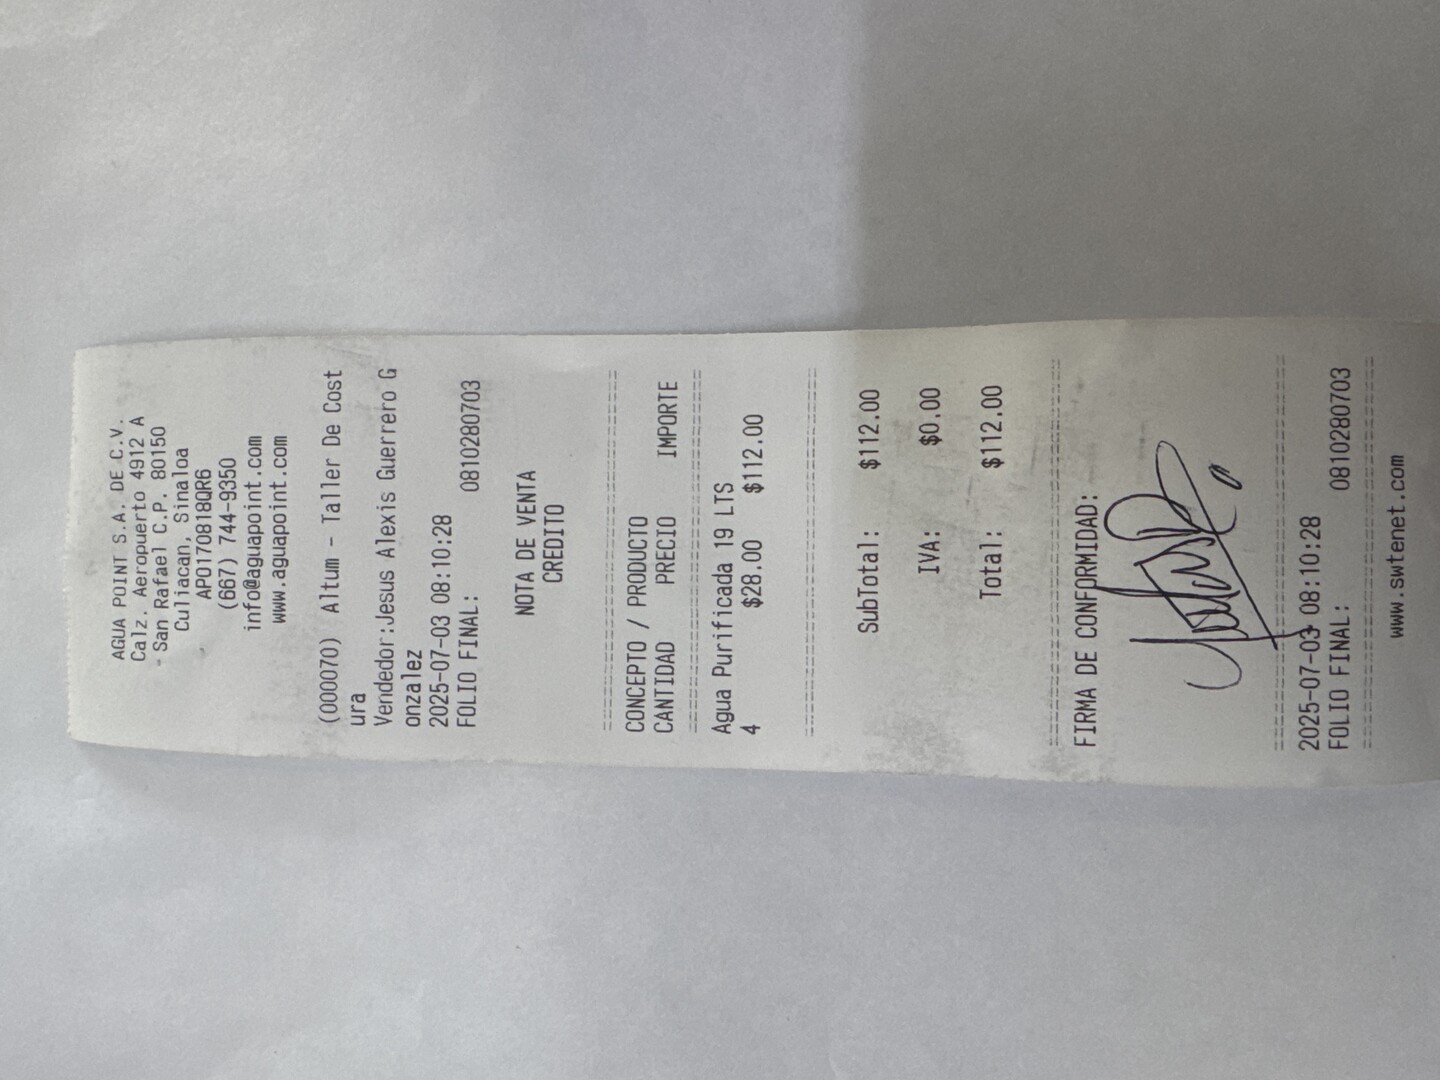 AGUA POINT S.A. DE C.V.
Calz. Aeropuerto 4912 A
- San Rafael C.P. 80150
Culiacan, Sinaloa
APO170818QR6
(667) 744-9350
info@aguapoint.com
www.aguapoint.com
(000070) Altum - Taller De Cost
ura
Vendedor:Jesus Alexis Guerrero G
onzalez
2025-07-03 08:10:28
FOLIO FINAL: 0810280703
NOTA DE VENTA
CREDITO
================================
CONCEPTO / PRODUCTO
CANTIDAD PRECIO IMPORTE
================================
Agua Purificada 19 LTS
4 $28.00 $112.00
================================
SubTotal: $112.00
IVA: $0.00
Total: $112.00
================================
FIRMA DE CONFORMIDAD:
================================
2025-07-03 08:10:28
FOLIO FINAL: 0810280703
================================
www.swtenet.com